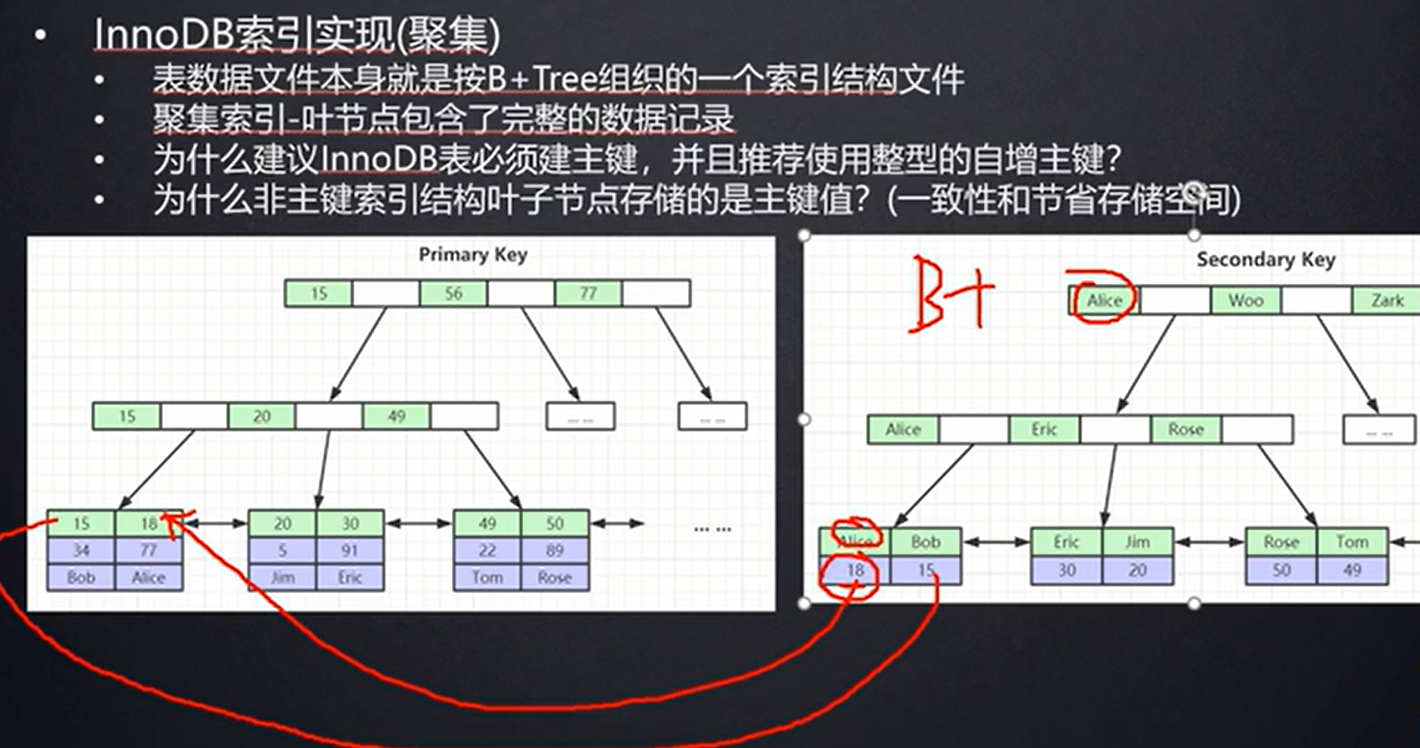 InnoDB索引实现(聚集)
表数据文件本身就是按B+Tree组织的一个索引结构文件
聚集索引-叶节点包含了完整的数据记录
为什么建议InnoDB表必须建主键，并且推荐使用整型的自增主键？
为什么非主键索引结构叶子节点存储的是主键值？(一致性和节省存储空间)
Primary Key
15 56 77
15 20 49
... ...
... ...
15 18 20 30 49 50
34 77 5 91 22 89
Bob Alice Jim Eric Tom Rose
... ...
Secondary Key
B+
Alice Woo Zark
Alice Eric Rose
... ...
Alice Bob Eric Jim Rose Tom
18 15 30 20 50 49